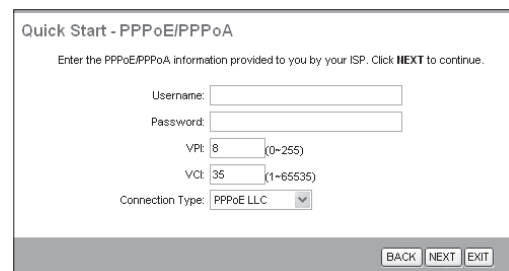 Quick Start - PPPoE/PPPoA
Enter the PPPoE/PPPoA information provided to you by your ISP. Click NEXT to continue.
Username:
Password:
VPI: 8 (0~255)
VCI: 35 (1~65535)
Connection Type: PPPoE LLC
BACK NEXT EXIT